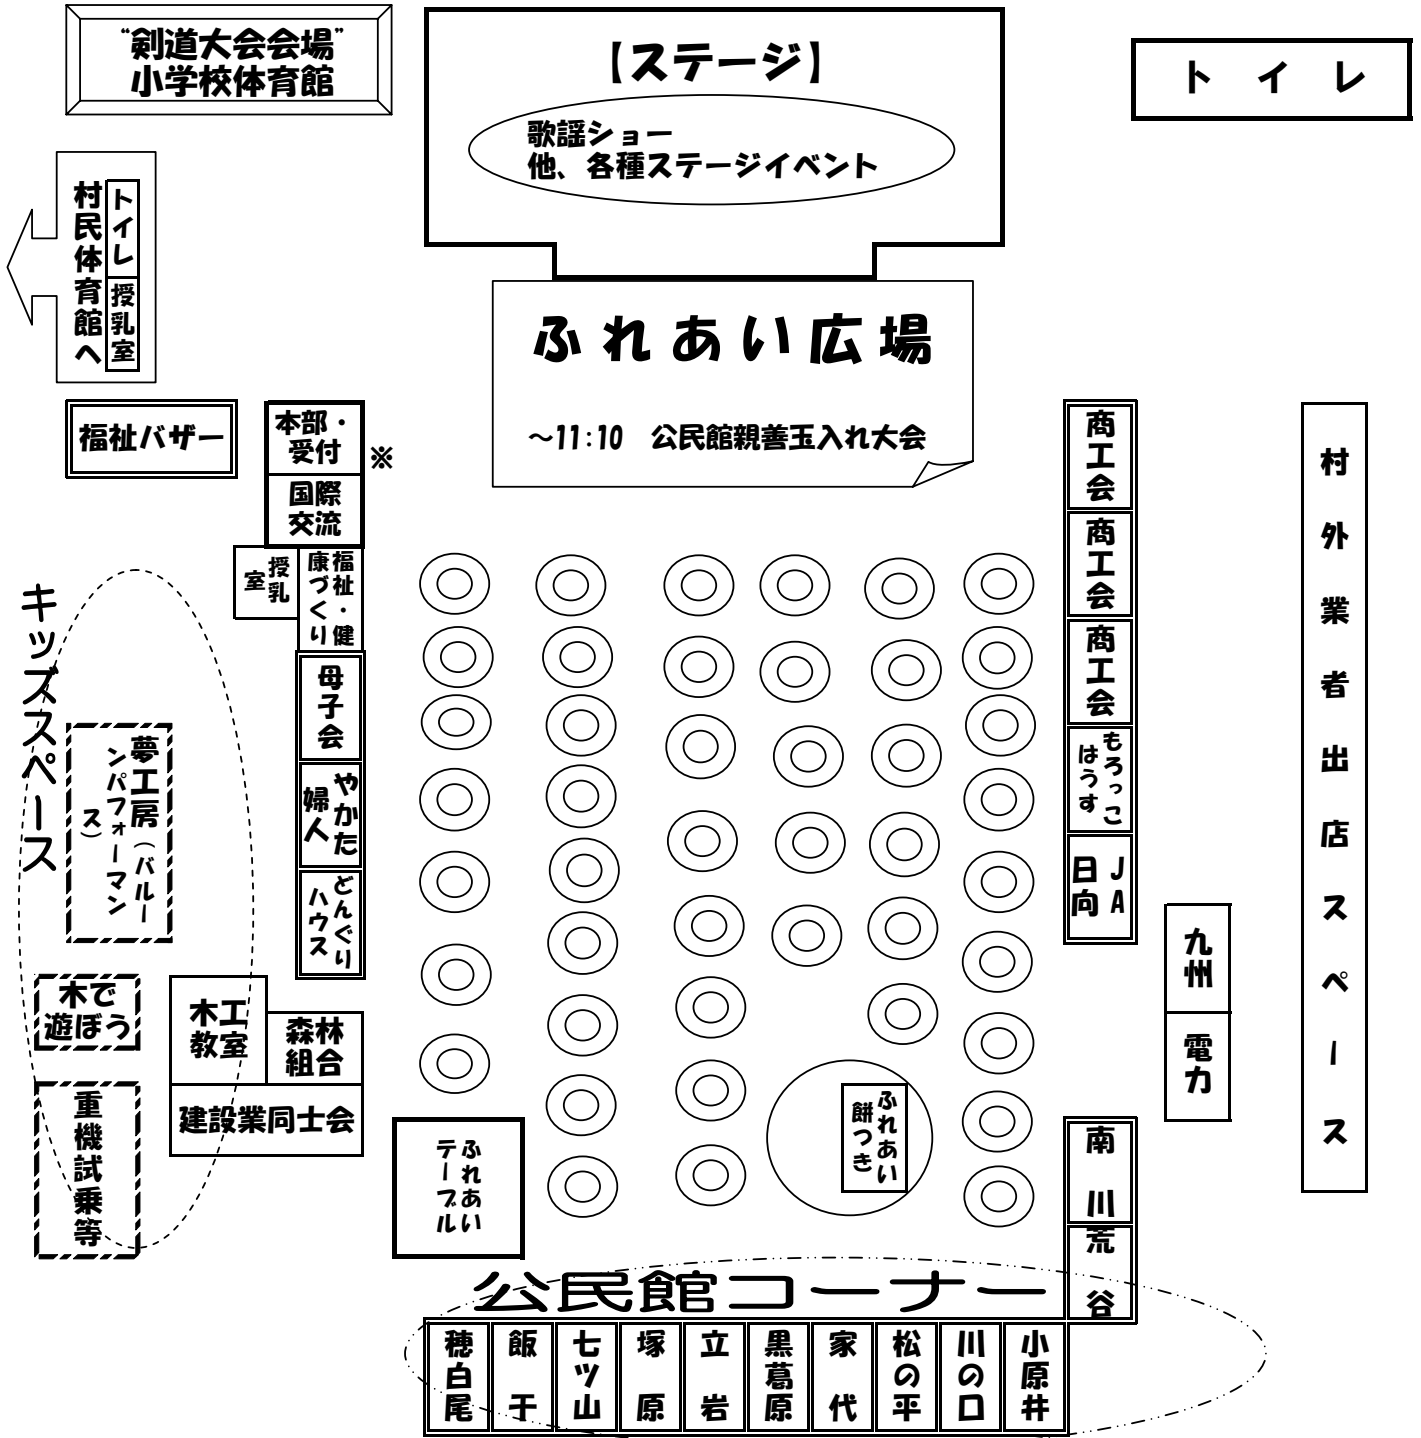 “剣道大会会場”
小学校体育館
【ステージ】
歌謡ショー
他、各種ステージイベント
トイレ
村民体育館へ
トイレ
授乳室
ふれあい広場
～11:10　公民館親善玉入れ大会
福祉バザー
本部・
受付
※
国際
交流
授乳
室
福祉・健
康づくり
母子会
やかた
婦人
どんぐり
ハウス
キッズスペース
夢工房（バルー
ンパフォーマン
ス）
木で
遊ぼう
木工
教室
森林
組合
建設業同士会
重機試乗等
商工会
商工会
商工会
もろっこ
はうす
JA
日向
九州
電力
村外業者出店スペース
ふれあい
餅つき
ふれあい
テーブル
南川
荒谷
公民館コーナー
穂白尾
飯干
七ツ山
塚原
立岩
黒葛原
家代
松の平
川の口
小原井